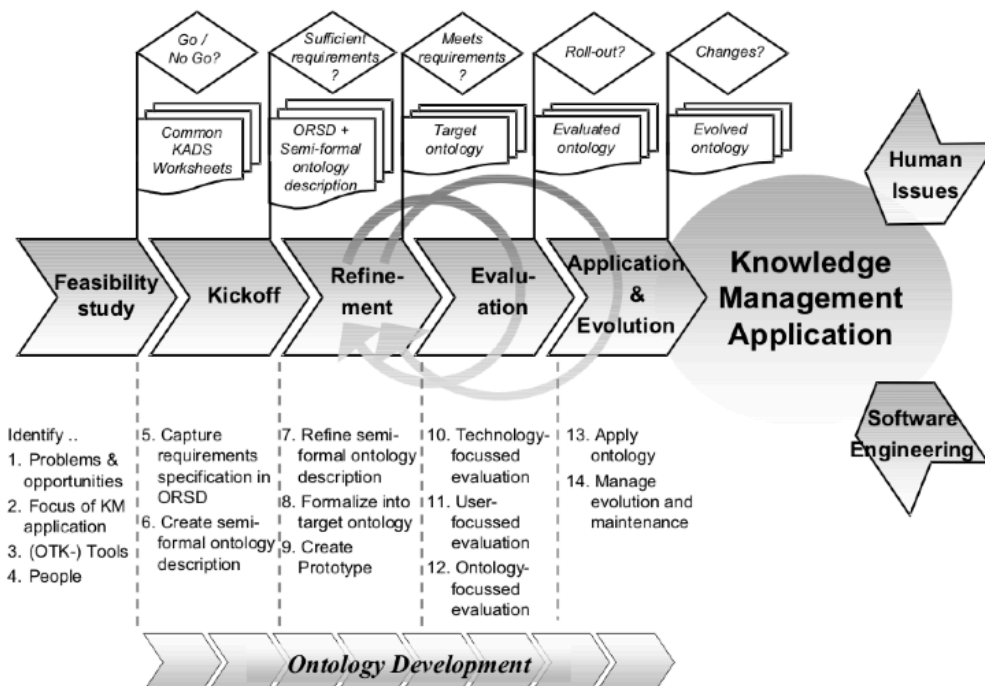 Go /
No Go?
Sufficient
requirements
?
Meets
requirements
?
Roll-out?
Changes?
Common
KADS
Worksheets
ORSD +
Semi-formal
ontology
description
Target
ontology
Evaluated
ontology
Evolved
ontology
Human
Issues
Feasibility
study
Kickoff
Refine-
ment
Evalu-
ation
Application
&
Evolution
Knowledge
Management
Application
Software
Engineering
Identify ..
1. Problems &
opportunities
2. Focus of KM
application
3. (OTK-) Tools
4. People
5. Capture
requirements
specification in
ORSD
6. Create semi-
formal ontology
description
7. Refine semi-
formal ontology
description
8. Formalize into
target ontology
9. Create
Prototype
10. Technology-
focussed
evaluation
11. User-
focussed
evaluation
12. Ontology-
focussed
evaluation
13. Apply
ontology
14. Manage
evolution and
maintenance
Ontology Development